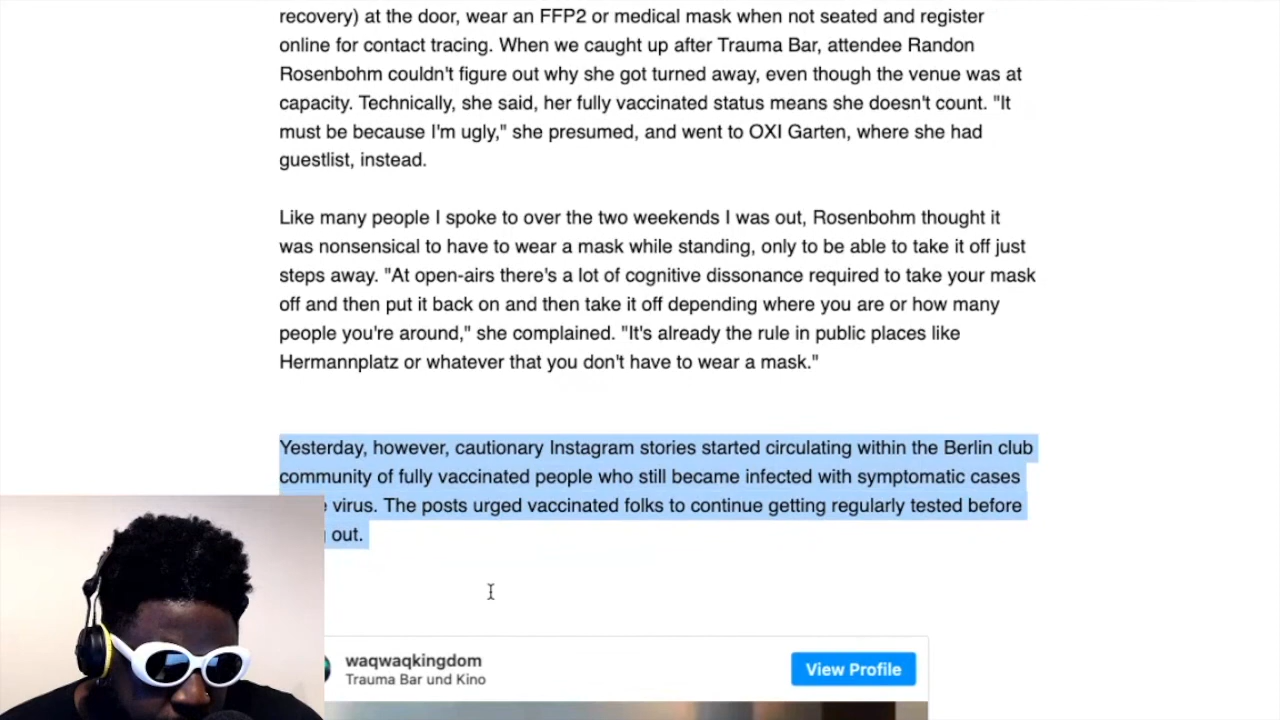 recovery) at the door, wear an FFP2 or medical mask when not seated and register
online for contact tracing. When we caught up after Trauma Bar, attendee Randon
Rosenbohm couldn't figure out why she got turned away, even though the venue was at
capacity. Technically, she said, her fully vaccinated status means she doesn't count. "It
must be because I'm ugly," she presumed, and went to OXI Garten, where she had
guestlist, instead.
Like many people I spoke to over the two weekends I was out, Rosenbohm thought it
was nonsensical to have to wear a mask while standing, only to be able to take it off just
steps away. "At open-airs there's a lot of cognitive dissonance required to take your mask
off and then put it back on and then take it off depending where you are or how many
people you're around," she complained. "It's already the rule in public places like
Hermannplatz or whatever that you don't have to wear a mask."
Yesterday, however, cautionary Instagram stories started circulating within the Berlin club
community of fully vaccinated people who still became infected with symptomatic cases
virus. The posts urged vaccinated folks to continue getting regularly tested before
out.
waqwaqkingdom
Trauma Bar und Kino
View Profile